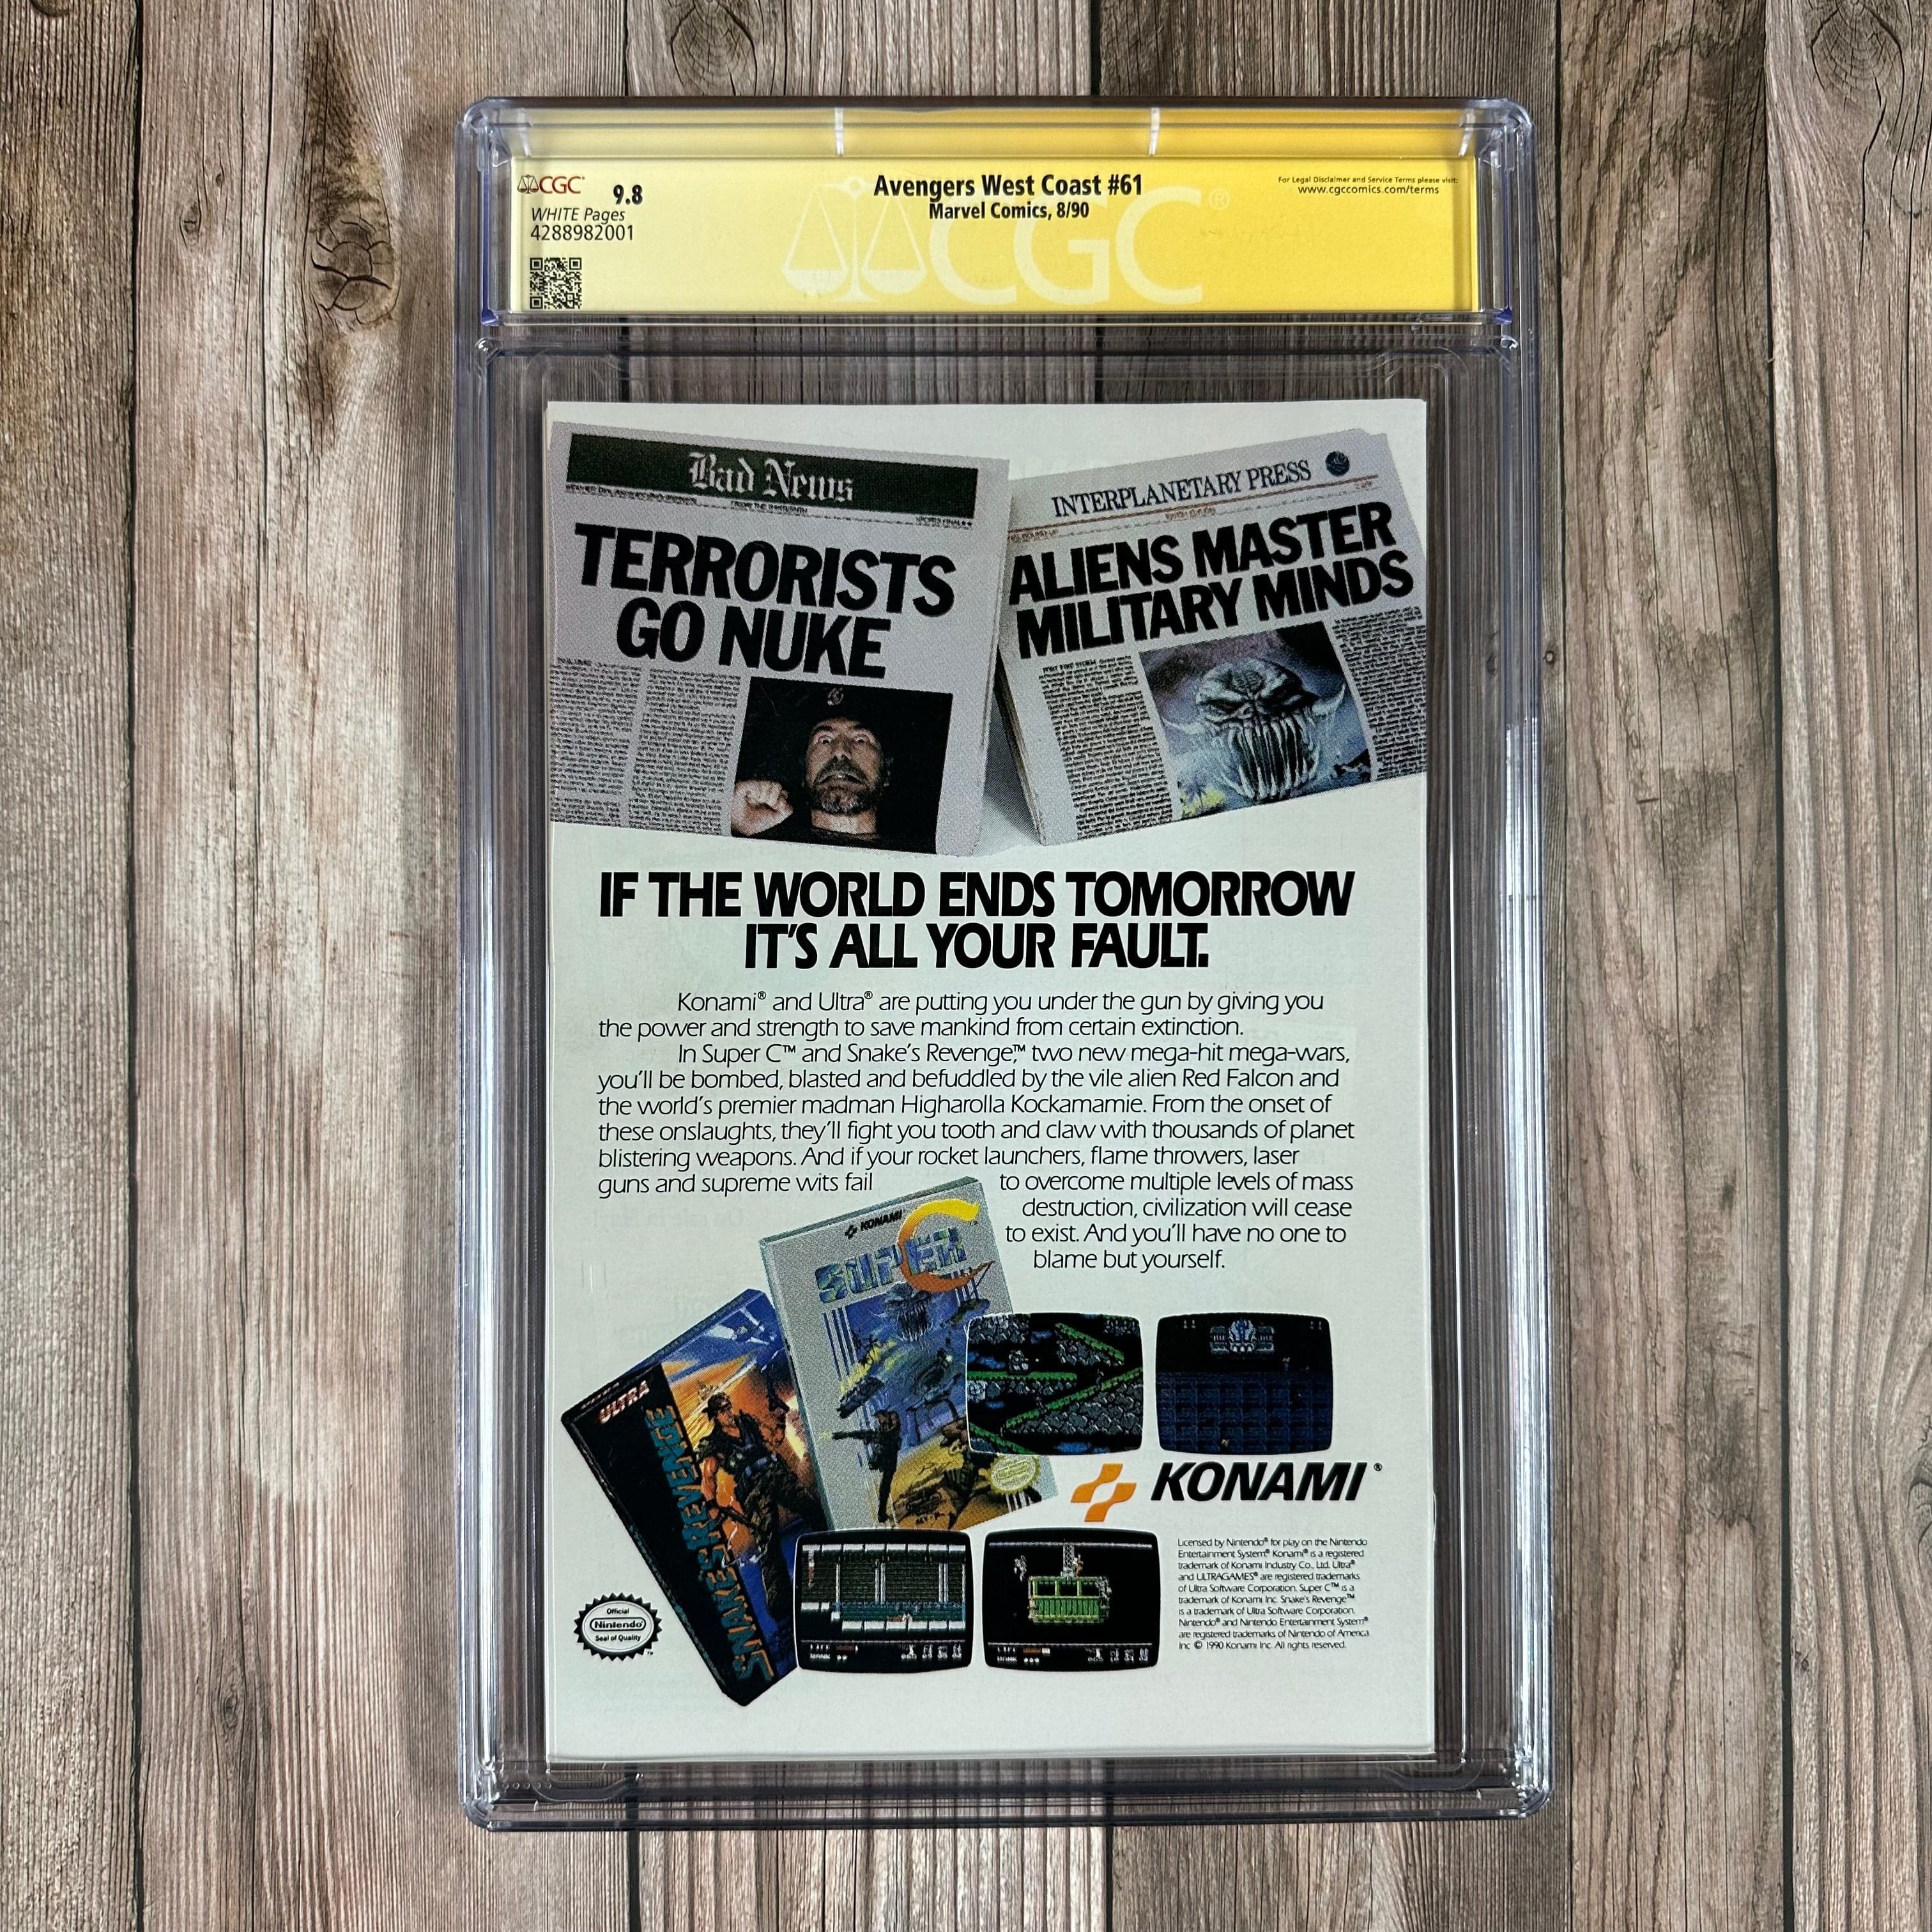 CGC 9.8
WHITE Pages
4288982001
Avengers West Coast #61
Marvel Comics, 8/90
For Legal Disclaimer and Service Terms please visit:
www.cgccomics.com/terms
CGC®
Bad News
FRIDAY THE THIRTEENTH
SPORTS FINAL
TERRORISTS
GO NUKE
INTERPLANETARY PRESS
ALIENS MASTER
MILITARY MINDS
IF THE WORLD ENDS TOMORROW
IT'S ALL YOUR FAULT.
Konami® and Ultra® are putting you under the gun by giving you
the power and strength to save mankind from certain extinction.
In Super C™ and Snake's Revenge,™ two new mega-hit mega-wars,
you'll be bombed, blasted and befuddled by the vile alien Red Falcon and
the world's premier madman Higharolla Kockamamie. From the onset of
these onslaughts, they'll fight you tooth and claw with thousands of planet
blistering weapons. And if your rocket launchers, flame throwers, laser
guns and supreme wits fail to overcome multiple levels of mass
destruction, civilization will cease
to exist. And you'll have no one to
blame but yourself.
KONAMI
SUPER C
ULTRA
SNAKE'S REVENGE
KONAMI®
LIFE
RANK
LIFE
RANK
Official
Nintendo®
Seal of Quality
™
Licensed by Nintendo® for play on the Nintendo
Entertainment System® Konami® is a registered
trademark of Konami Industry Co., Ltd. Ultra®
and ULTRAGAMES® are registered trademarks
of Ultra Software Corporation. Super C™ is a
trademark of Konami Inc. Snake's Revenge™
is a trademark of Ultra Software Corporation.
Nintendo® and Nintendo Entertainment System®
are registered trademarks of Nintendo of America
Inc © 1990 Konami Inc. All rights reserved.